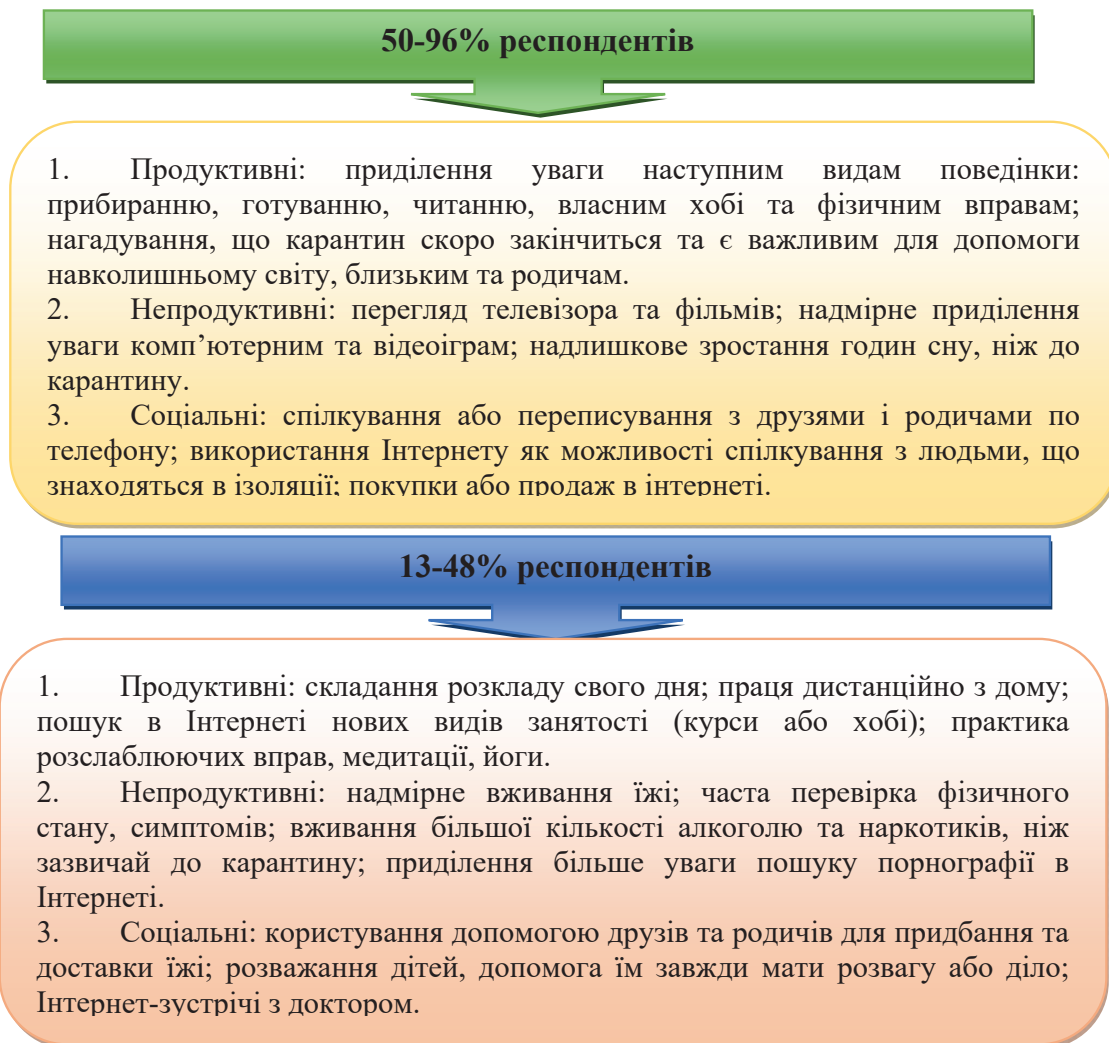 50-96% респондентів
1. Продуктивні: приділення уваги наступним видам поведінки:
прибиранню, готуванню, читанню, власним хобі та фізичним вправам;
нагадування, що карантин скоро закінчиться та є важливим для допомоги
навколишньому світу, близьким та родичам.
2. Непродуктивні: перегляд телевізора та фільмів; надмірне приділення
уваги комп’ютерним та відеоіграм; надлишкове зростання годин сну, ніж до
карантину.
3. Соціальні: спілкування або переписування з друзями і родичами по
телефону; використання Інтернету як можливості спілкування з людьми, що
знаходяться в ізоляції; покупки або продаж в інтернеті.
13-48% респондентів
1. Продуктивні: складання розкладу свого дня; праця дистанційно з дому;
пошук в Інтернеті нових видів занятості (курси або хобі); практика
розслаблюючих вправ, медитації, йоги.
2. Непродуктивні: надмірне вживання їжі; часта перевірка фізичного
стану, симптомів; вживання більшої кількості алкоголю та наркотиків, ніж
зазвичай до карантину; приділення більше уваги пошуку порнографії в
Інтернеті.
3. Соціальні: користування допомогою друзів та родичів для придбання та
доставки їжі; розважання дітей, допомога їм завжди мати розвагу або діло;
Інтернет-зустрічі з доктором.